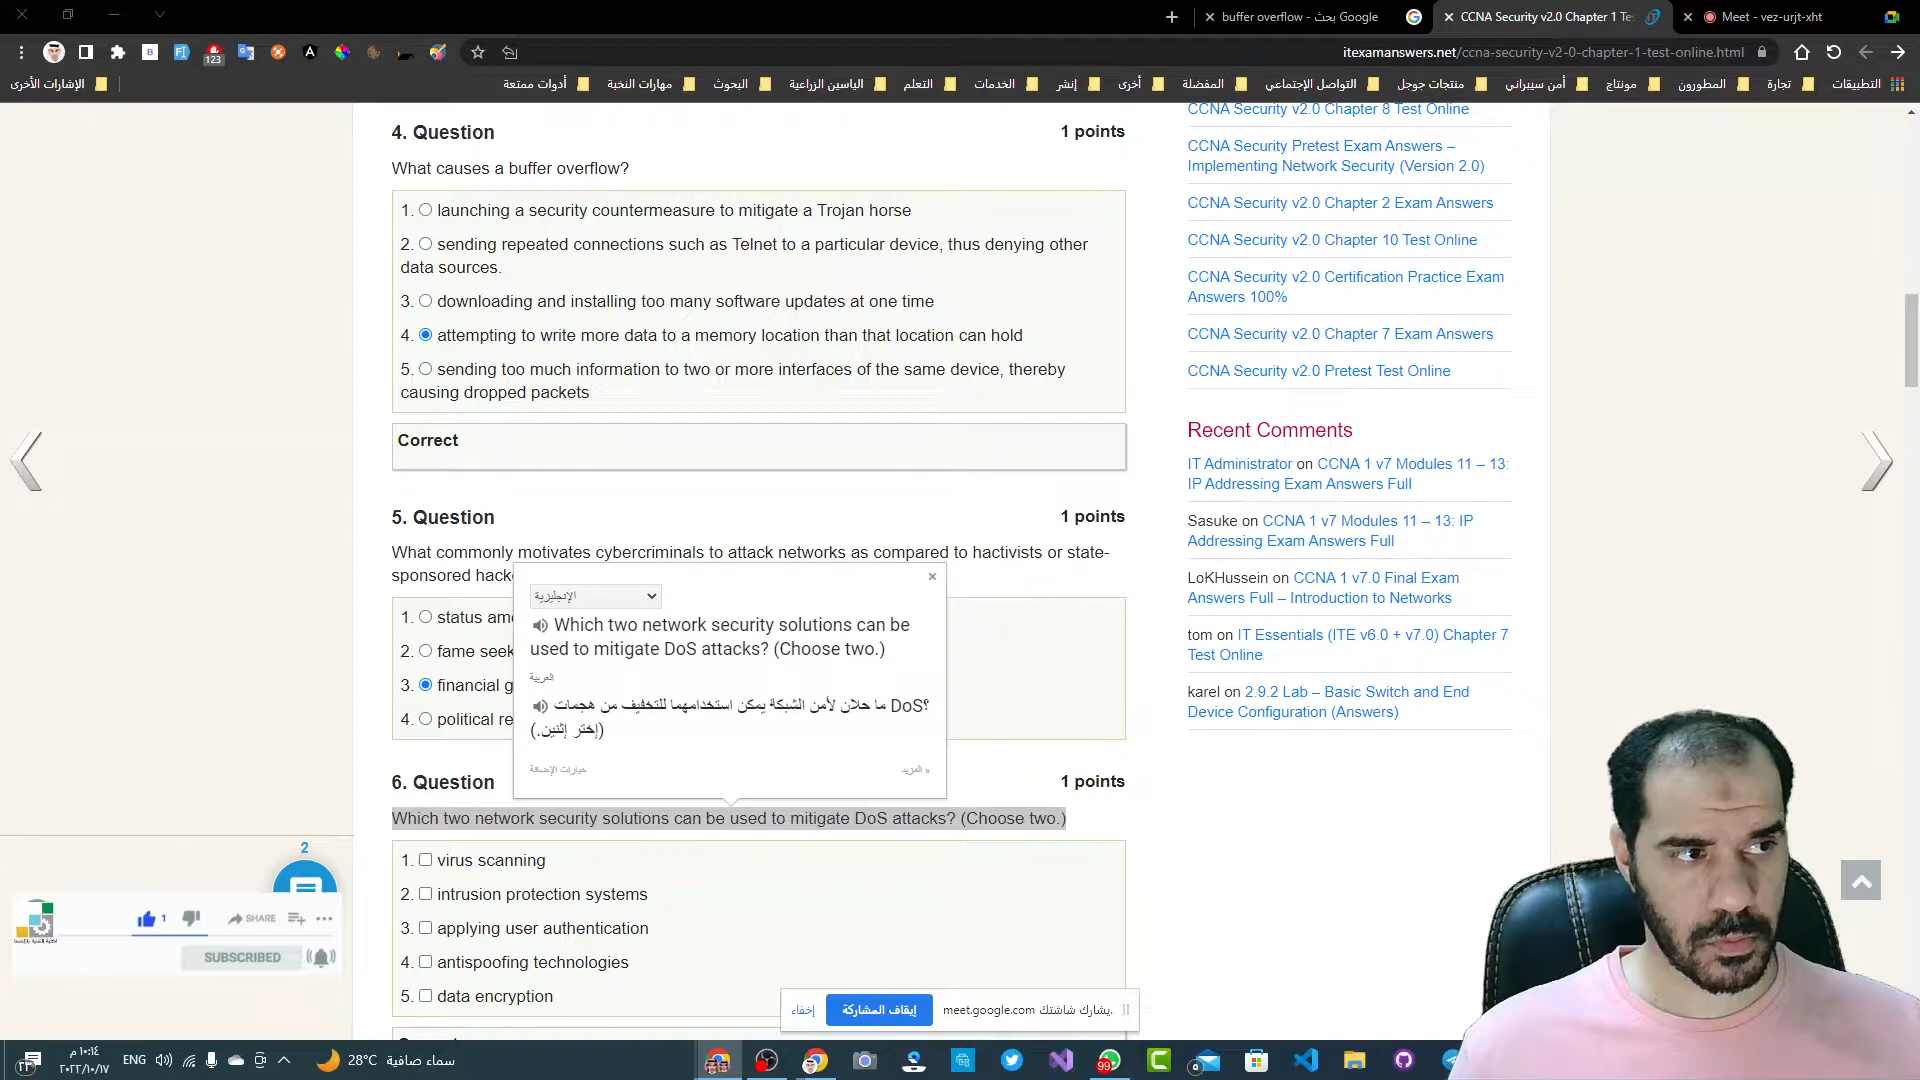 buffer overflow - بحث Google
CCNA Security v2.0 Chapter 1 Te
Meet - vez-urjt-xht
123
itexamanswers.net/ccna-security-v2-0-chapter-1-test-online.html
التطبيقات
تجارة
المطورون
مونتاج
أمن سيبراني
منتجات جوجل
التواصل الإجتماعي
المفضلة
أخرى
إنشر
الخدمات
التعلم
الياسين الزراعية
البحوث
مهارات النخبة
أدوات ممتعة
الإشارات الأخرى
4. Question
1 points
What causes a buffer overflow?
1. launching a security countermeasure to mitigate a Trojan horse
2. sending repeated connections such as Telnet to a particular device, thus denying other
data sources.
3. downloading and installing too many software updates at one time
4. attempting to write more data to a memory location than that location can hold
5. sending too much information to two or more interfaces of the same device, thereby
causing dropped packets
Correct
5. Question
1 points
What commonly motivates cybercriminals to attack networks as compared to hactivists or state-
sponsored hack
1. status am
2. fame seek
3. financial g
4. political re
الإنجليزية
Which two network security solutions can be
used to mitigate DoS attacks? (Choose two.)
العربية
ما حلان لأمن الشبكة يمكن استخدامهما للتخفيف من هجمات DoS؟
(إختر إثنين.)
خيارات الإضافة
المزيد »
6. Question
1 points
Which two network security solutions can be used to mitigate DoS attacks? (Choose two.)
1. virus scanning
2. intrusion protection systems
3. applying user authentication
4. antispoofing technologies
5. data encryption
CCNA Security v2.0 Chapter 8 Test Online
CCNA Security Pretest Exam Answers –
Implementing Network Security (Version 2.0)
CCNA Security v2.0 Chapter 2 Exam Answers
CCNA Security v2.0 Chapter 10 Test Online
CCNA Security v2.0 Certification Practice Exam
Answers 100%
CCNA Security v2.0 Chapter 7 Exam Answers
CCNA Security v2.0 Pretest Test Online
Recent Comments
IT Administrator on CCNA 1 v7 Modules 11 – 13:
IP Addressing Exam Answers Full
Sasuke on CCNA 1 v7 Modules 11 – 13: IP
Addressing Exam Answers Full
LoKHussein on CCNA 1 v7.0 Final Exam
Answers Full – Introduction to Networks
tom on IT Essentials (ITE v6.0 + v7.0) Chapter 7
Test Online
karel on 2.9.2 Lab – Basic Switch and End
Device Configuration (Answers)
2
1
SHARE
SUBSCRIBED
يشارك شاشتك meet.google.com.
إيقاف المشاركة
إخفاء
١٠:١٤ م
٢٠٢٢/١٠/١٧
ENG
28°C
سماء صافية
99